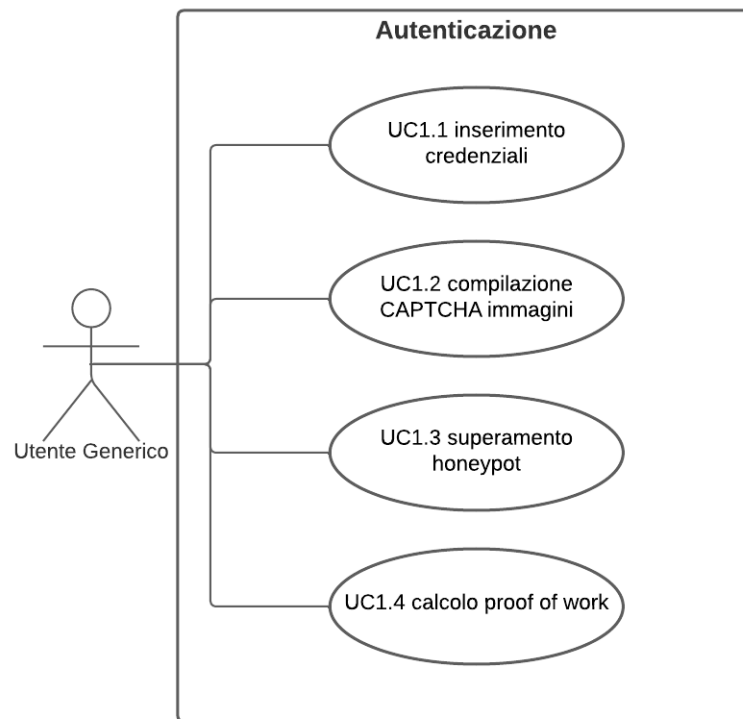 Autenticazione
UC1.1 inserimento
credenziali
UC1.2 compilazione
CAPTCHA immagini
Utente Generico
UC1.3 superamento
honeypot
UC1.4 calcolo proof of work